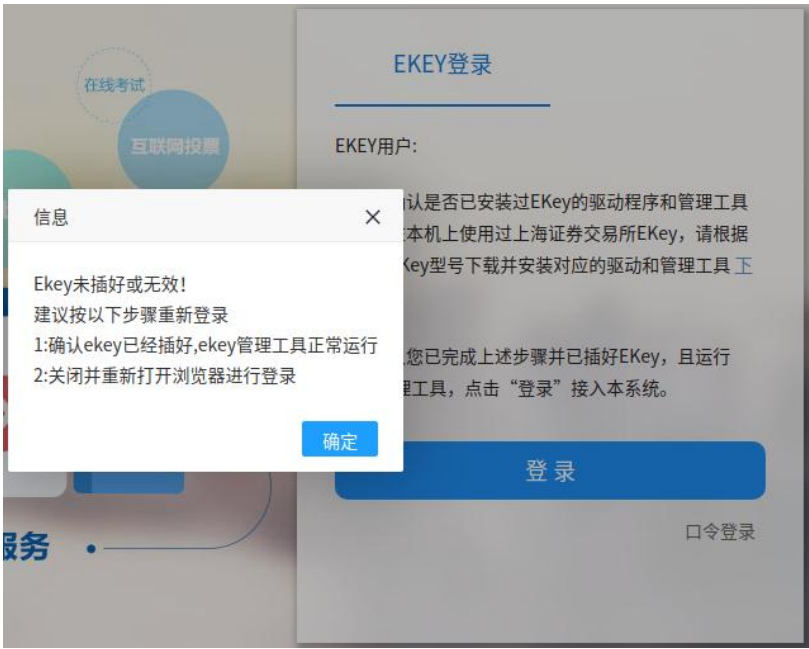 在线考试
互联网投票
EKEY登录
EKEY用户:
认是否已安装过EKey的驱动程序和管理工具
本机上使用过上海证券交易所EKey，请根据
Key型号下载并安装对应的驱动和管理工具 下
您已完成上述步骤并已插好EKey，且运行
理工具，点击“登录”接入本系统。
登 录
口令登录
信息
Ekey未插好或无效！
建议按以下步骤重新登录
1:确认ekey已经插好,ekey管理工具正常运行
2:关闭并重新打开浏览器进行登录
确定
服务